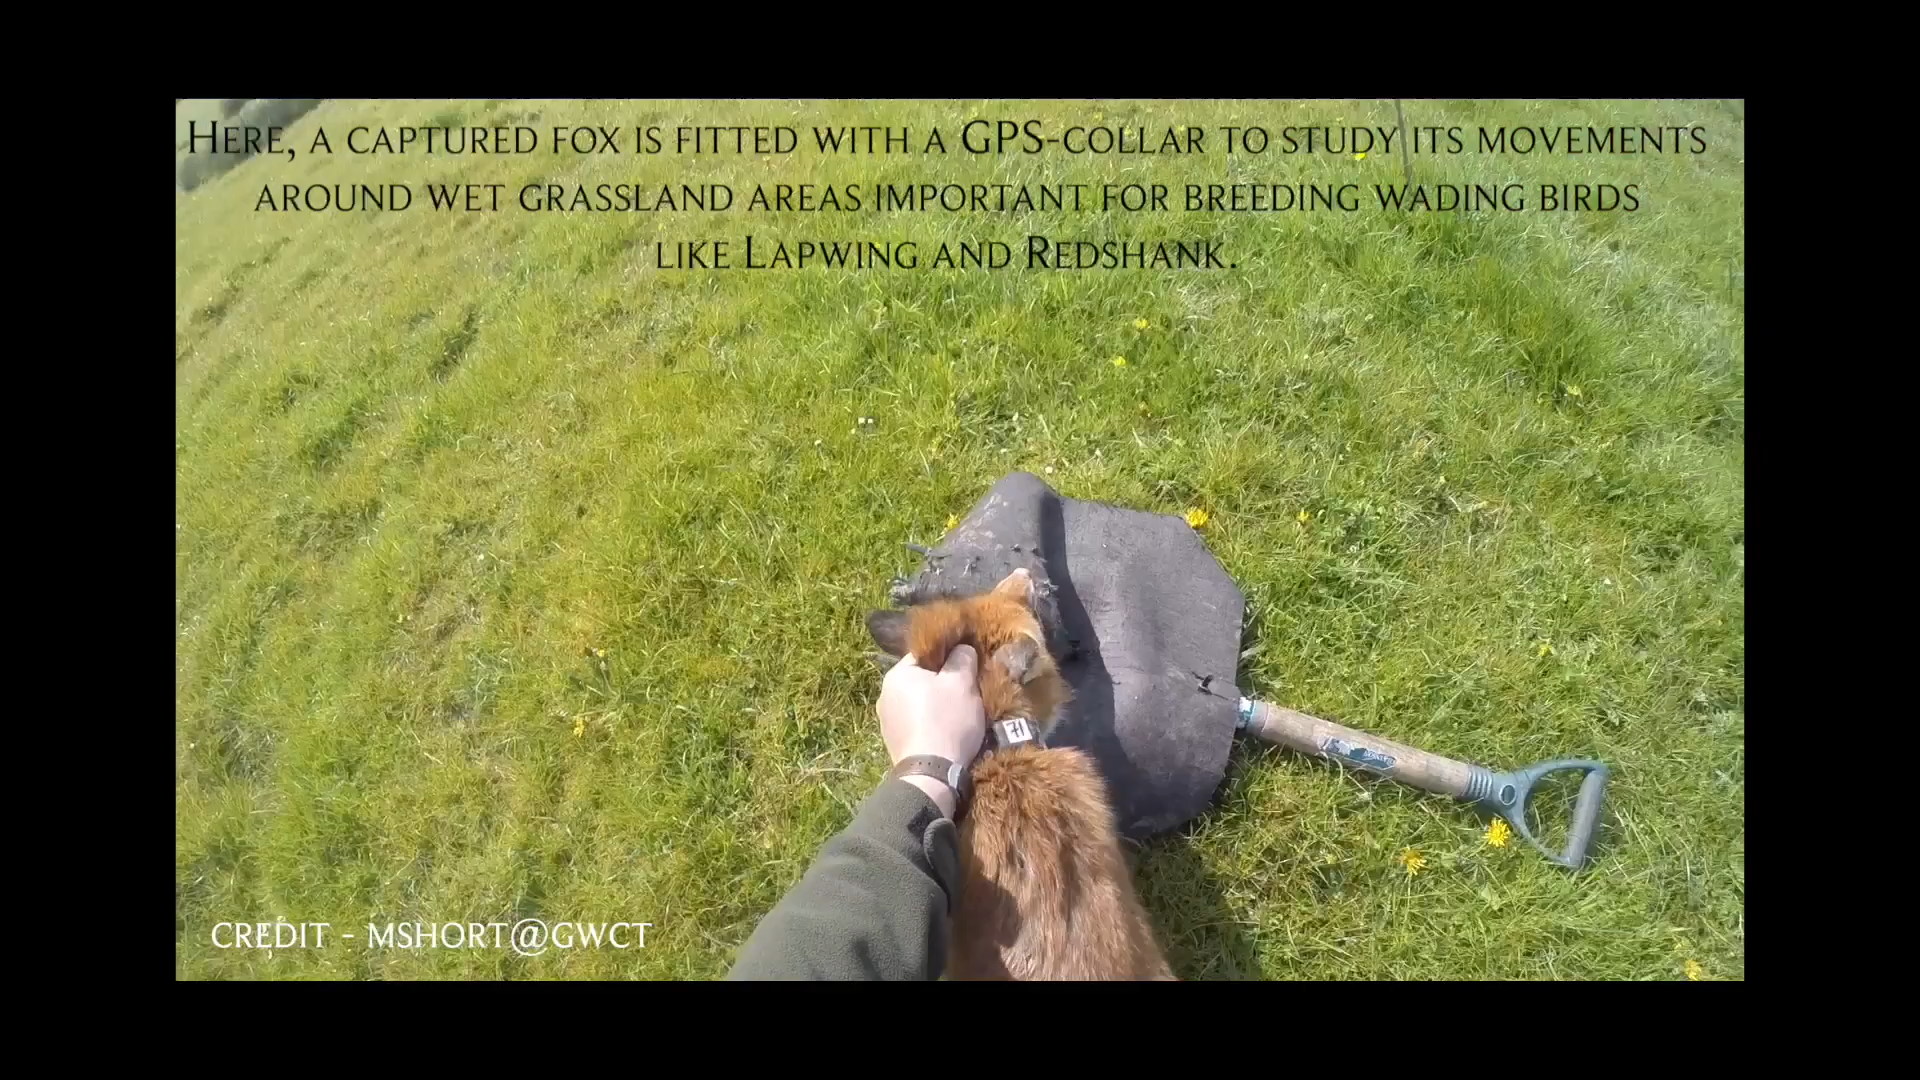 Here, a captured fox is fitted with a GPS-collar to study its movements
around wet grassland areas important for breeding wading birds
like Lapwing and Redshank.
71
credit - mshort@gwct